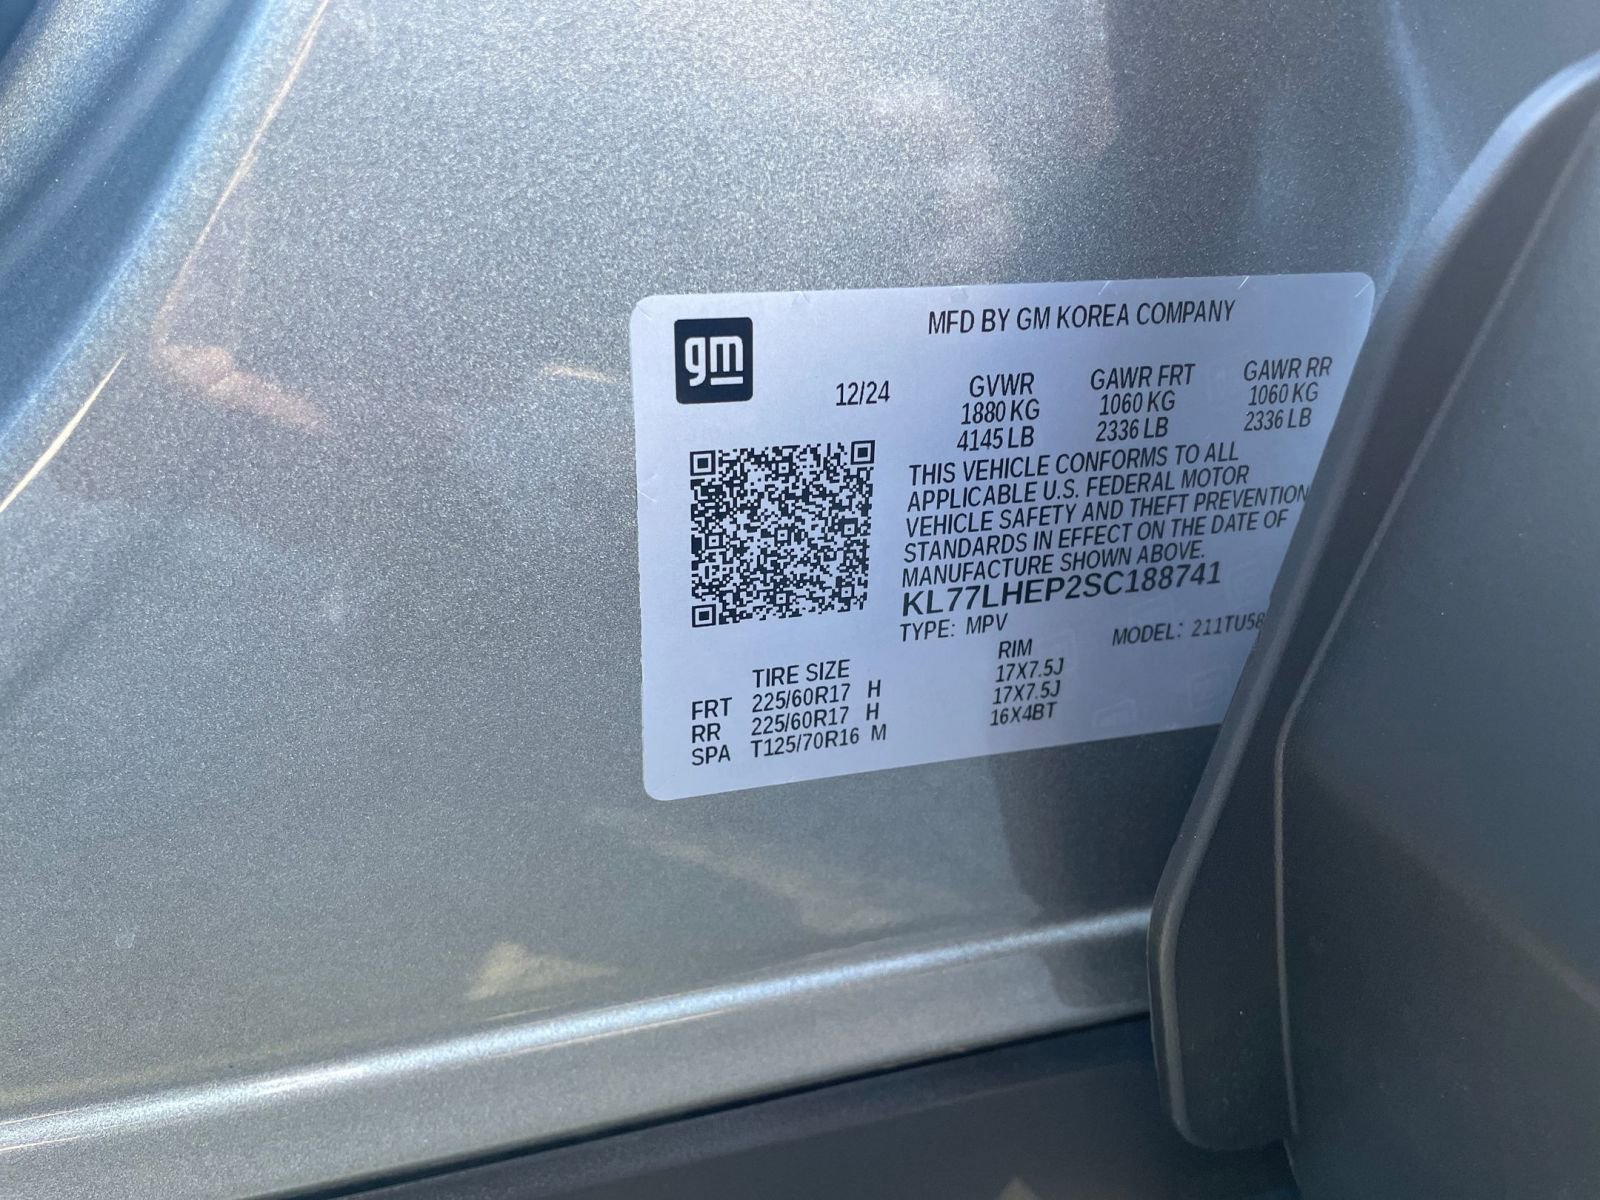 gm
MFD BY GM KOREA COMPANY
12/24 GVWR GAWR FRT GAWR RR
1880 KG 1060 KG 1060 KG
4145 LB 2336 LB 2336 LB
THIS VEHICLE CONFORMS TO ALL
APPLICABLE U.S. FEDERAL MOTOR
VEHICLE SAFETY AND THEFT PREVENTION
STANDARDS IN EFFECT ON THE DATE OF
MANUFACTURE SHOWN ABOVE.
KL77LHEP2SC188741
TYPE: MPV MODEL: 211TU58
TIRE SIZE RIM
FRT 225/60R17 H 17X7.5J
RR 225/60R17 H 17X7.5J
SPA T125/70R16 M 16X4BT